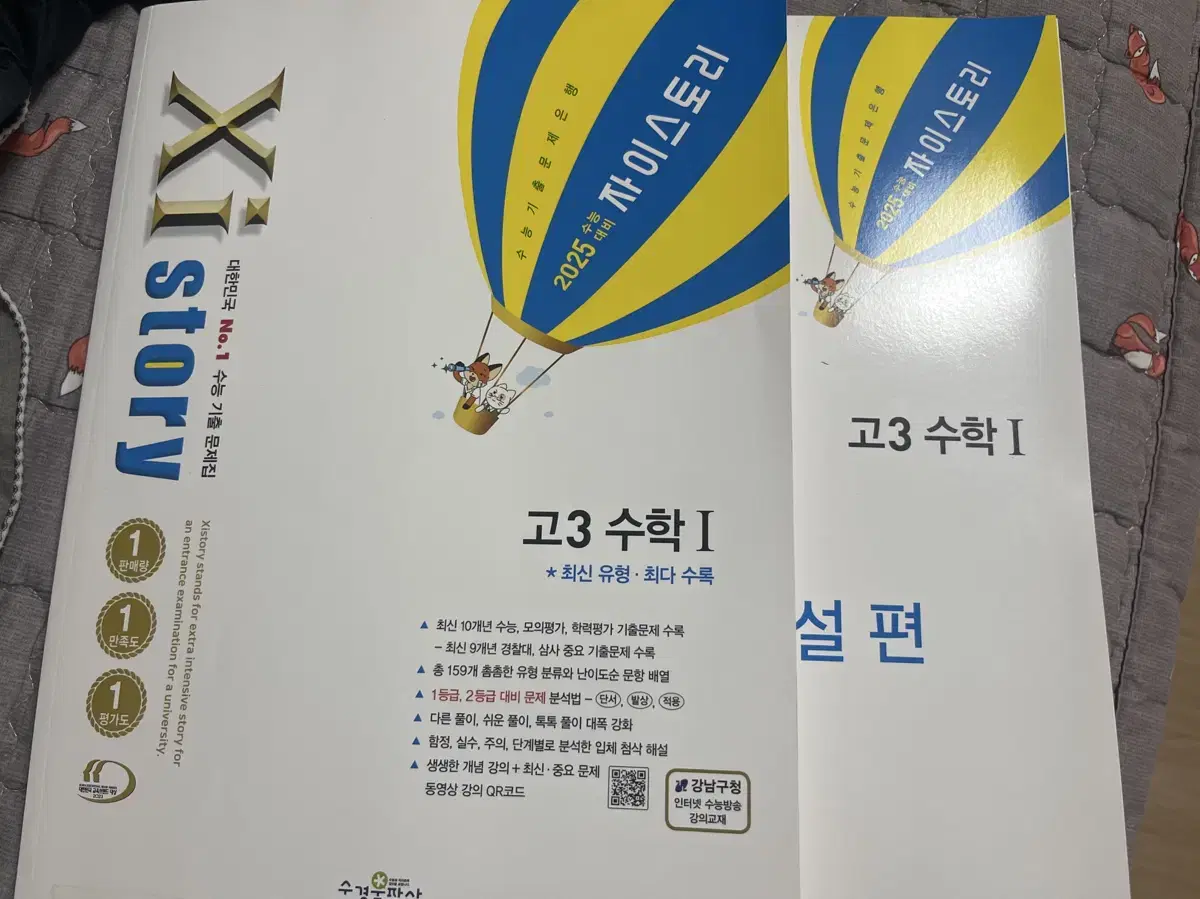 Xi
story
대한민국 No.1 수능 기출 문제집
Xistory stands for extra intensive story for
an entrance examination for a university.
1
판매량
1
만족도
1
평가도
수능기출문제은행
2025 수능 대비 자이스토리
고3 수학 I
* 최신 유형·최다 수록
▲ 최신 10개년 수능, 모의평가, 학력평가 기출문제 수록
– 최신 9개년 경찰대, 삼사 중요 기출문제 수록
▲ 총 159개 촘촘한 유형 분류와 난이도순 문항 배열
▲ 1등급, 2등급 대비 문제 분석법 – 단서, 발상, 적용
▲ 다른 풀이, 쉬운 풀이, 톡톡 풀이 대폭 강화
▲ 함정, 실수, 주의, 단계별로 분석한 입체 첨삭 해설
▲ 생생한 개념 강의 + 최신·중요 문제
동영상 강의 QR코드
강남구청
인터넷 수능방송
강의교재
수경출판사
수능기출문제은행
2025 수능 대비 자이스토리
고3 수학 I
설편